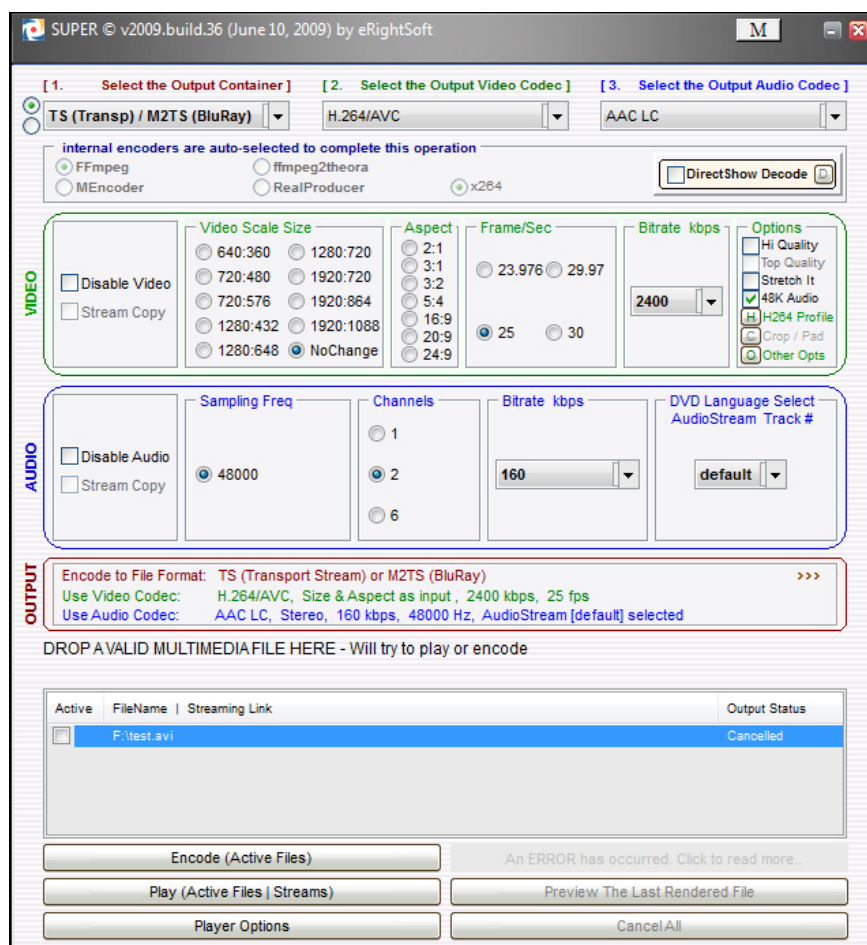 SUPER © v2009.build.36 (June 10, 2009) by eRightSoft
M
[ 1. Select the Output Container ] [ 2. Select the Output Video Codec ] [ 3. Select the Output Audio Codec ]
TS (Transp) / M2TS (BluRay) H.264/AVC AAC LC
internal encoders are auto-selected to complete this operation
FFmpeg ffmpeg2theora
MEncoder RealProducer x264
DirectShow Decode D
VIDEO
Disable Video
Stream Copy
Video Scale Size
640:360 1280:720
720:480 1920:720
720:576 1920:864
1280:432 1920:1088
1280:648 NoChange
Aspect
2:1
3:1
3:2
5:4
16:9
20:9
24:9
Frame/Sec
23.976 29.97
25 30
Bitrate kbps
2400
Options
Hi Quality
Top Quality
Stretch It
48K Audio
H H264 Profile
C Crop / Pad
O Other Opts
AUDIO
Disable Audio
Stream Copy
Sampling Freq
48000
Channels
1
2
6
Bitrate kbps
160
DVD Language Select
AudioStream Track #
default
OUTPUT
Encode to File Format: TS (Transport Stream) or M2TS (BluRay) >>>
Use Video Codec: H.264/AVC, Size & Aspect as input , 2400 kbps, 25 fps
Use Audio Codec: AAC LC, Stereo, 160 kbps, 48000 Hz, AudioStream [default] selected
DROP A VALID MULTIMEDIA FILE HERE - Will try to play or encode
Active FileName | Streaming Link Output Status
F:\test.avi Cancelled
Encode (Active Files) An ERROR has occurred. Click to read more..
Play (Active Files | Streams) Preview The Last Rendered File
Player Options Cancel All